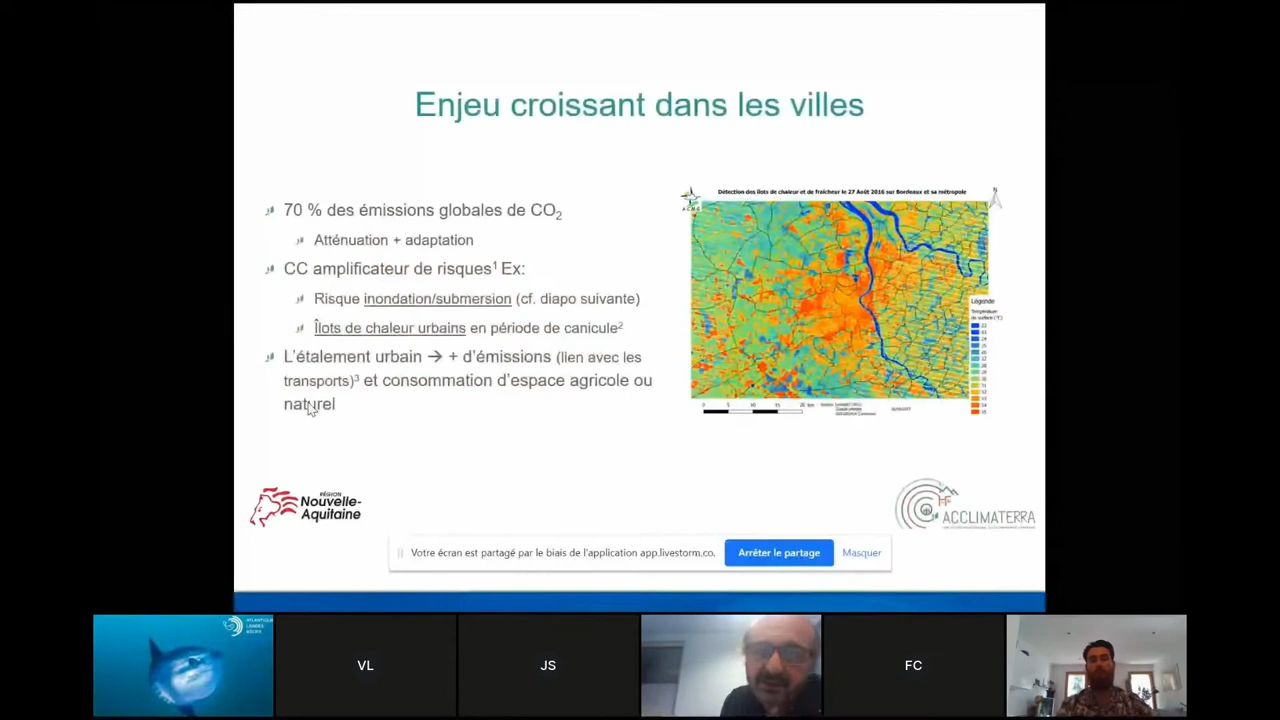 Enjeu croissant dans les villes
70 % des émissions globales de CO₂
Atténuation + adaptation
CC amplificateur de risques¹ Ex:
Risque inondation/submersion (cf. diapo suivante)
Îlots de chaleur urbains en période de canicule²
L'étalement urbain → + d'émissions (lien avec les
transports)³ et consommation d'espace agricole ou
naturel
Détection des îlots de chaleur et de fraîcheur le 27 Août 2016 sur Bordeaux et sa métropole
N
Légende
RÉGION
Nouvelle-
Aquitaine
ACCLIMATERRA
Votre écran est partagé par le biais de l'application app.livestorm.co.
Arrêter le partage
Masquer
ATLANTIQUE
LANDES
RÉCIFS
VL
JS
FC